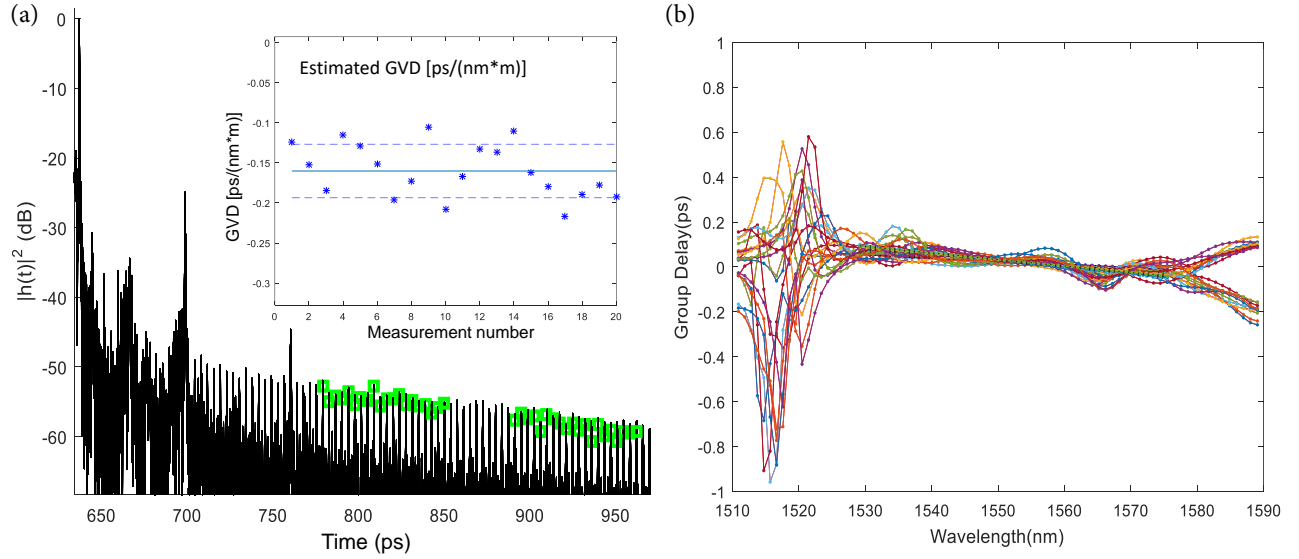 (a)
0
-10
-20
-30
-40
-50
-60
|h(t)|² (dB)
650 700 750 800 850 900 950
Time (ps)
Estimated GVD [ps/(nm*m)]
0
-0.05
-0.1
-0.15
-0.2
-0.25
-0.3
GVD [ps/(nm*m)]
0 2 4 6 8 10 12 14 16 18 20
Measurement number
(b)
1
0.8
0.6
0.4
0.2
0
-0.2
-0.4
-0.6
-0.8
-1
Group Delay(ps)
1510 1520 1530 1540 1550 1560 1570 1580 1590
Wavelength(nm)